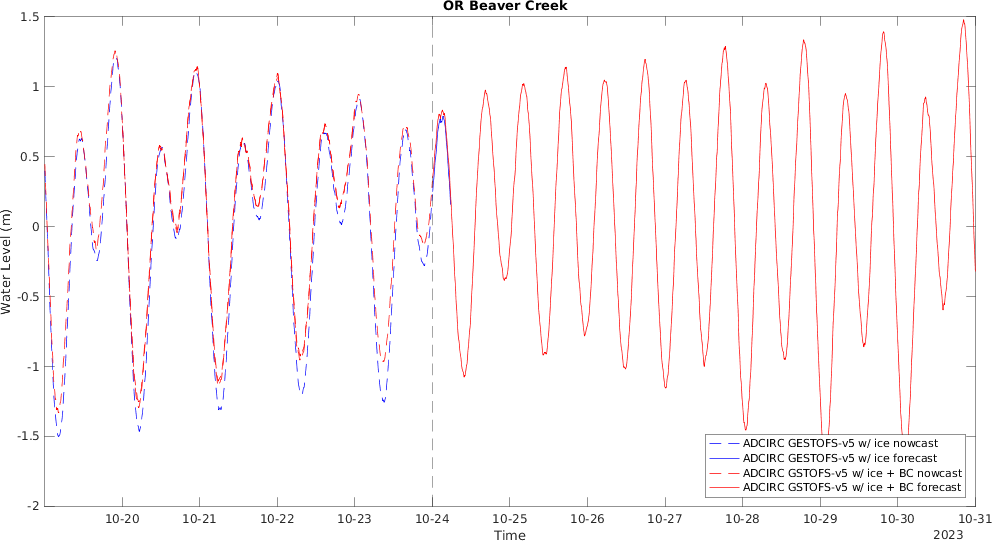 OR Beaver Creek
1.5
1
0.5
0
-0.5
-1
-1.5
-2
Water Level (m)
ADCIRC GESTOFS-v5 w/ ice nowcast
ADCIRC GESTOFS-v5 w/ ice forecast
ADCIRC GSTOFS-v5 w/ ice + BC nowcast
ADCIRC GSTOFS-v5 w/ ice + BC forecast
10-20 10-21 10-22 10-23 10-24 10-25 10-26 10-27 10-28 10-29 10-30 10-31
Time
2023